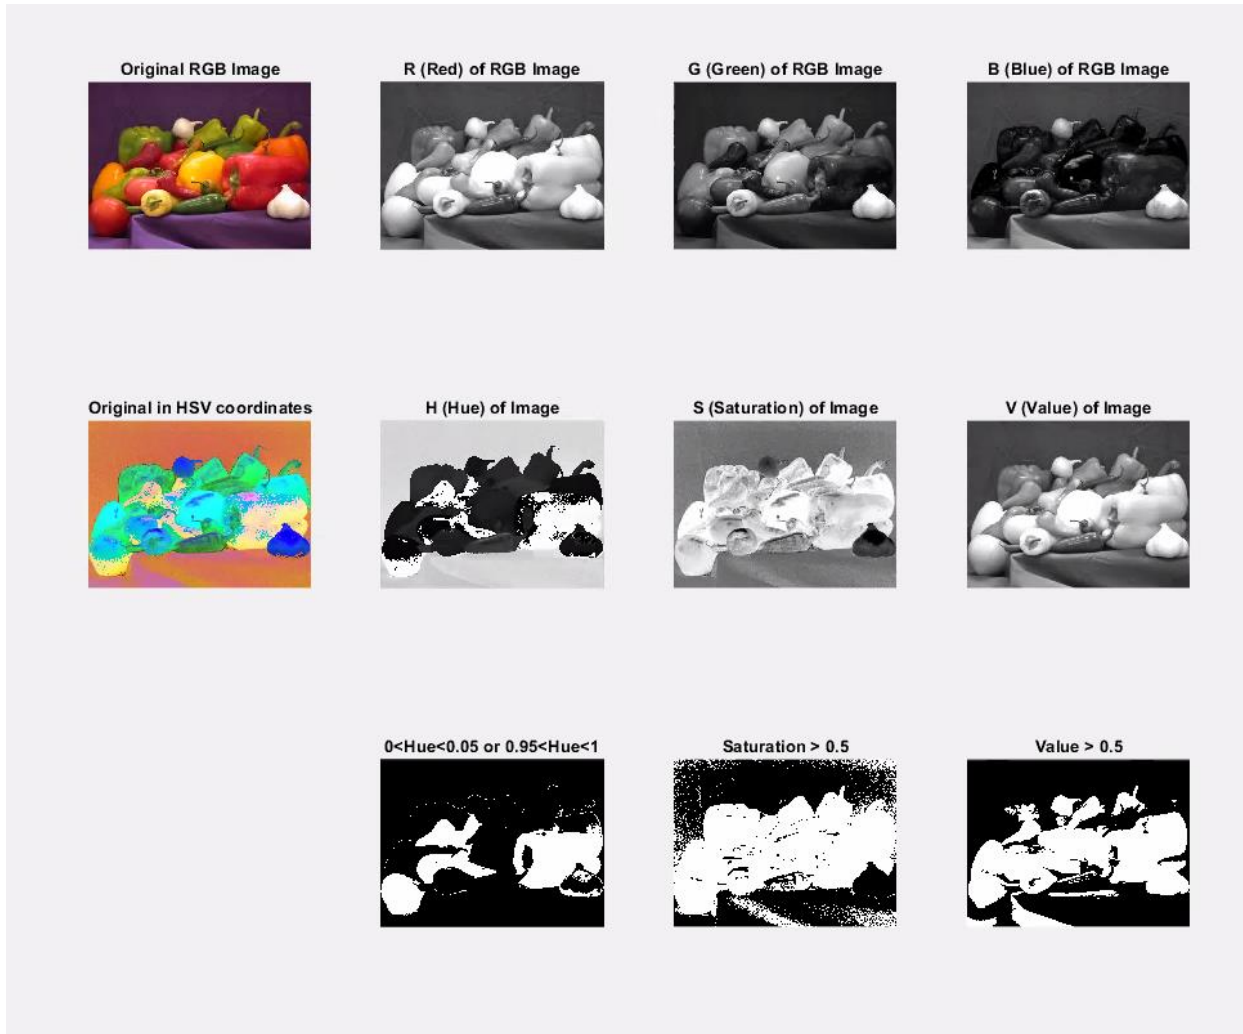 Original RGB Image
R (Red) of RGB Image
G (Green) of RGB Image
B (Blue) of RGB Image
Original in HSV coordinates
H (Hue) of Image
S (Saturation) of Image
V (Value) of Image
0<Hue<0.05 or 0.95<Hue<1
Saturation > 0.5
Value > 0.5